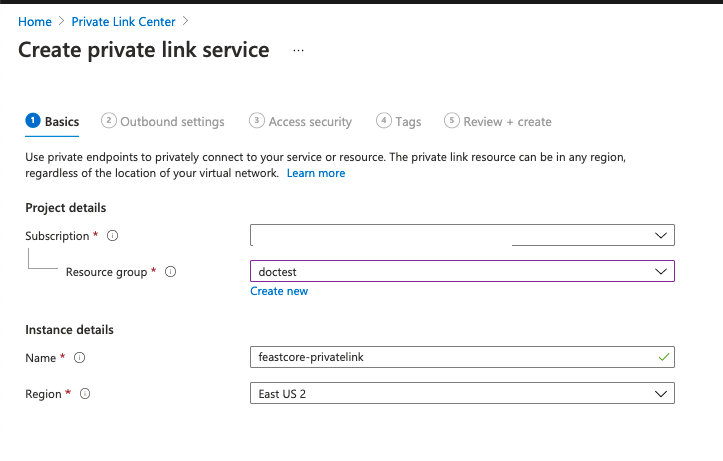 Home > Private Link Center >
Create private link service ...
1 Basics 2 Outbound settings 3 Access security 4 Tags 5 Review + create
Use private endpoints to privately connect to your service or resource. The private link resource can be in any region,
regardless of the location of your virtual network. Learn more
Project details
Subscription *
Resource group * doctest
Create new
Instance details
Name * feastcore-privatelink
Region * East US 2